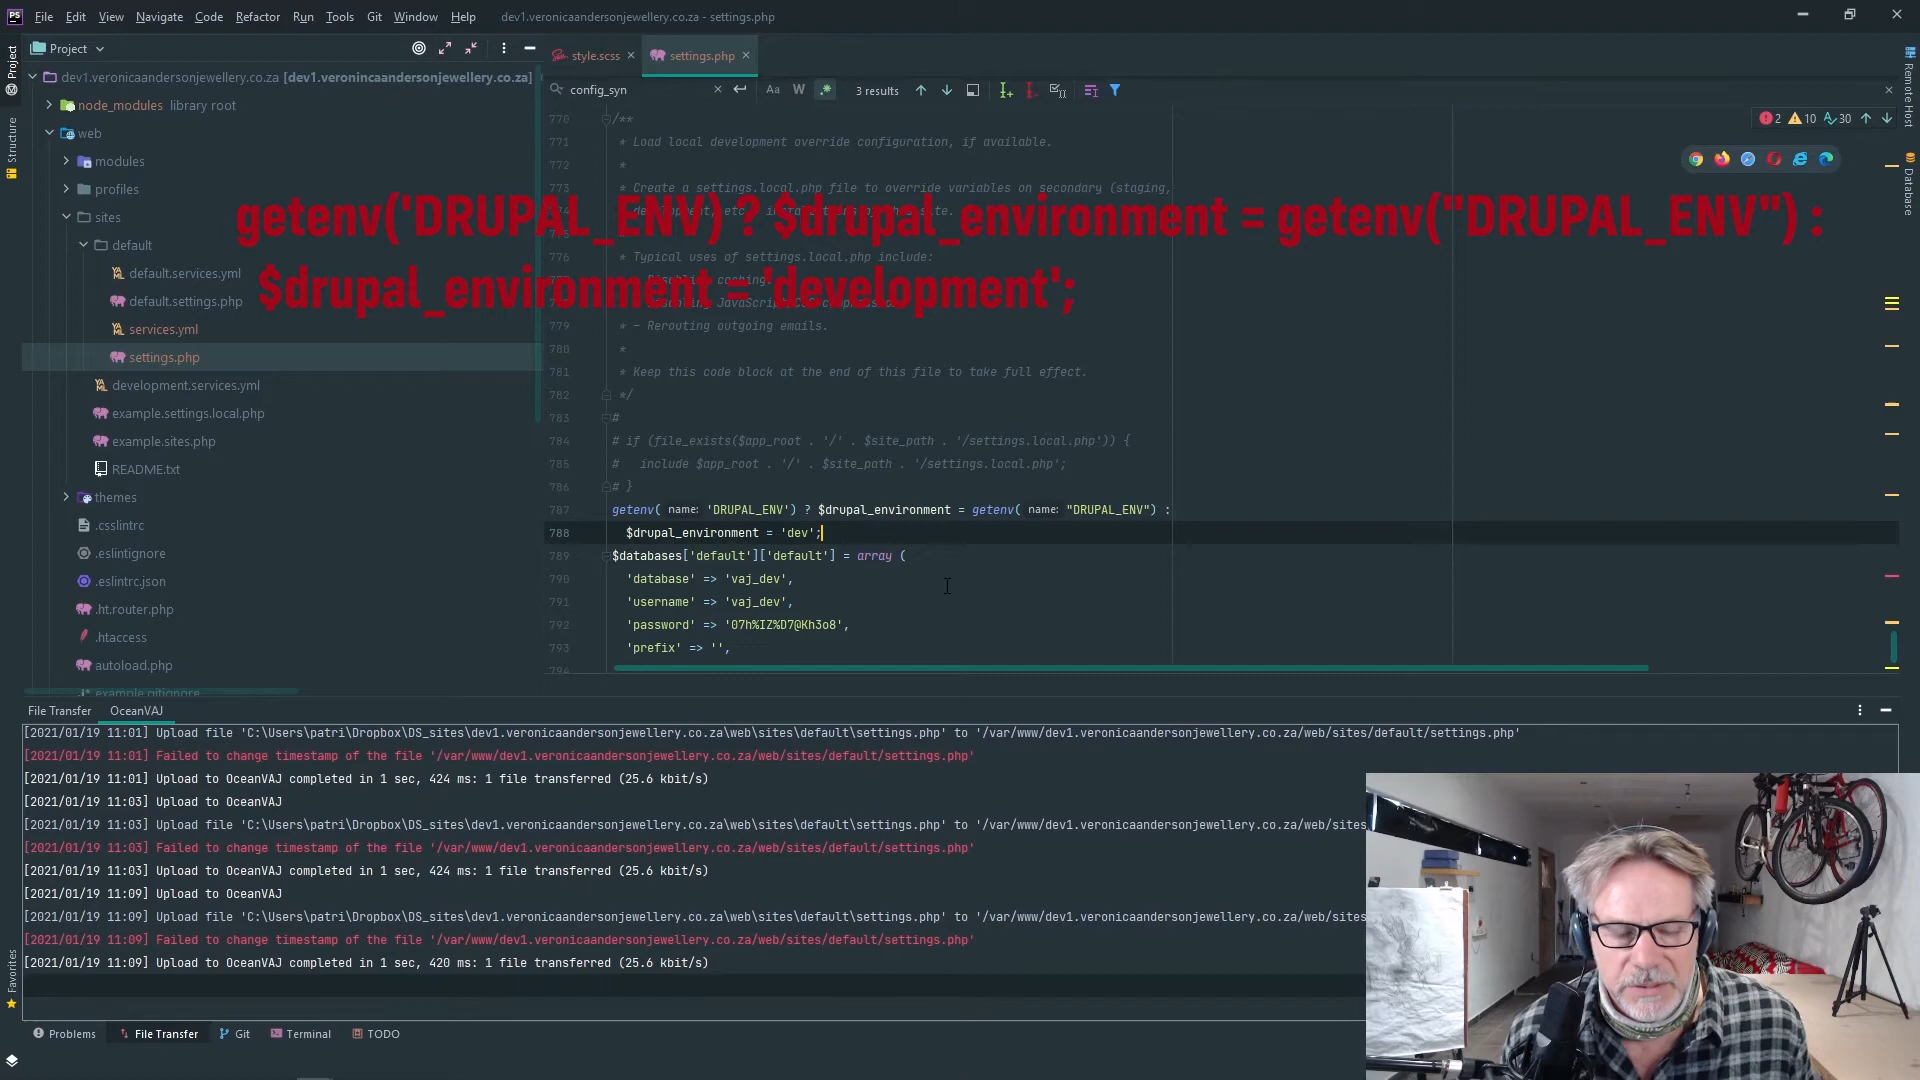 PS File Edit View Navigate Code Refactor Run Tools Git Window Help dev1.veronicaandersonjewellery.co.za - settings.php
Project
dev1.veronicaandersonjewellery.co.za [dev1.veronincaandersonjewellery.co.za]
node_modules library root
web
modules
profiles
sites
default
default.services.yml
default.settings.php
services.yml
settings.php
development.services.yml
example.settings.local.php
example.sites.php
README.txt
themes
.csslintrc
.eslintignore
.eslintrc.json
.ht.router.php
.htaccess
autoload.php
example.gitignore
Project
Structure
Favorites
style.scss settings.php
config_syn Aa W .* 3 results
2 10 30
Remote Host
Database
getenv('DRUPAL_ENV) ? $drupal_environment = getenv("DRUPAL_ENV") :
$drupal_environment = 'development';
770 /**
771 * Load local development override configuration, if available.
772 *
773 * Create a settings.local.php file to override variables on secondary (staging,
776 * Typical uses of settings.local.php include:
779 * - Rerouting outgoing emails.
780 *
781 * Keep this code block at the end of this file to take full effect.
782 */
783 #
784 # if (file_exists($app_root . '/' . $site_path . '/settings.local.php')) {
785 #   include $app_root . '/' . $site_path . '/settings.local.php';
786 # }
787 getenv( name: 'DRUPAL_ENV') ? $drupal_environment = getenv( name: "DRUPAL_ENV") :
788   $drupal_environment = 'dev';
789 $databases['default']['default'] = array (
790   'database' => 'vaj_dev',
791   'username' => 'vaj_dev',
792   'password' => '07h%IZ%D7@Kh3o8',
793   'prefix' => '',
794
File Transfer OceanVAJ
[2021/01/19 11:01] Upload file 'C:\Users\patri\Dropbox\DS_sites\dev1.veronicaandersonjewellery.co.za\web\sites\default\settings.php' to '/var/www/dev1.veronicaandersonjewellery.co.za/web/sites/default/settings.php'
[2021/01/19 11:01] Failed to change timestamp of the file '/var/www/dev1.veronicaandersonjewellery.co.za/web/sites/default/settings.php'
[2021/01/19 11:01] Upload to OceanVAJ completed in 1 sec, 424 ms: 1 file transferred (25.6 kbit/s)
[2021/01/19 11:03] Upload to OceanVAJ
[2021/01/19 11:03] Upload file 'C:\Users\patri\Dropbox\DS_sites\dev1.veronicaandersonjewellery.co.za\web\sites\default\settings.php' to '/var/www/dev1.veronicaandersonjewellery.co.za/web/sites
[2021/01/19 11:03] Failed to change timestamp of the file '/var/www/dev1.veronicaandersonjewellery.co.za/web/sites/default/settings.php'
[2021/01/19 11:03] Upload to OceanVAJ completed in 1 sec, 424 ms: 1 file transferred (25.6 kbit/s)
[2021/01/19 11:09] Upload to OceanVAJ
[2021/01/19 11:09] Upload file 'C:\Users\patri\Dropbox\DS_sites\dev1.veronicaandersonjewellery.co.za\web\sites\default\settings.php' to '/var/www/dev1.veronicaandersonjewellery.co.za/web/sites
[2021/01/19 11:09] Failed to change timestamp of the file '/var/www/dev1.veronicaandersonjewellery.co.za/web/sites/default/settings.php'
[2021/01/19 11:09] Upload to OceanVAJ completed in 1 sec, 420 ms: 1 file transferred (25.6 kbit/s)
Problems File Transfer Git Terminal TODO